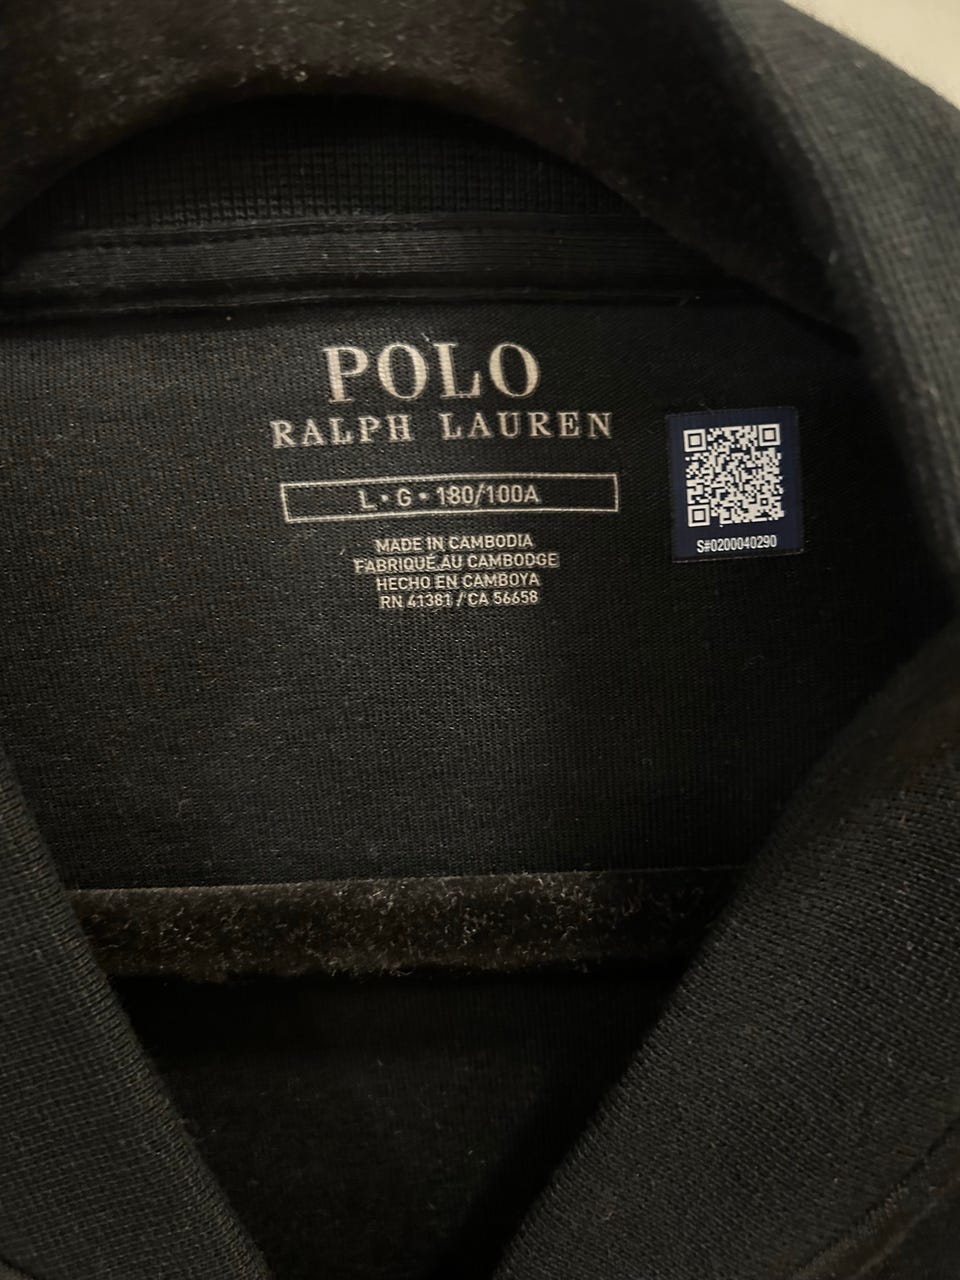 POLO
RALPH LAUREN
L • G • 180/100A
MADE IN CAMBODIA
FABRIQUÉ AU CAMBODGE
HECHO EN CAMBOYA
RN 41381 / CA 56658
S#0200040290